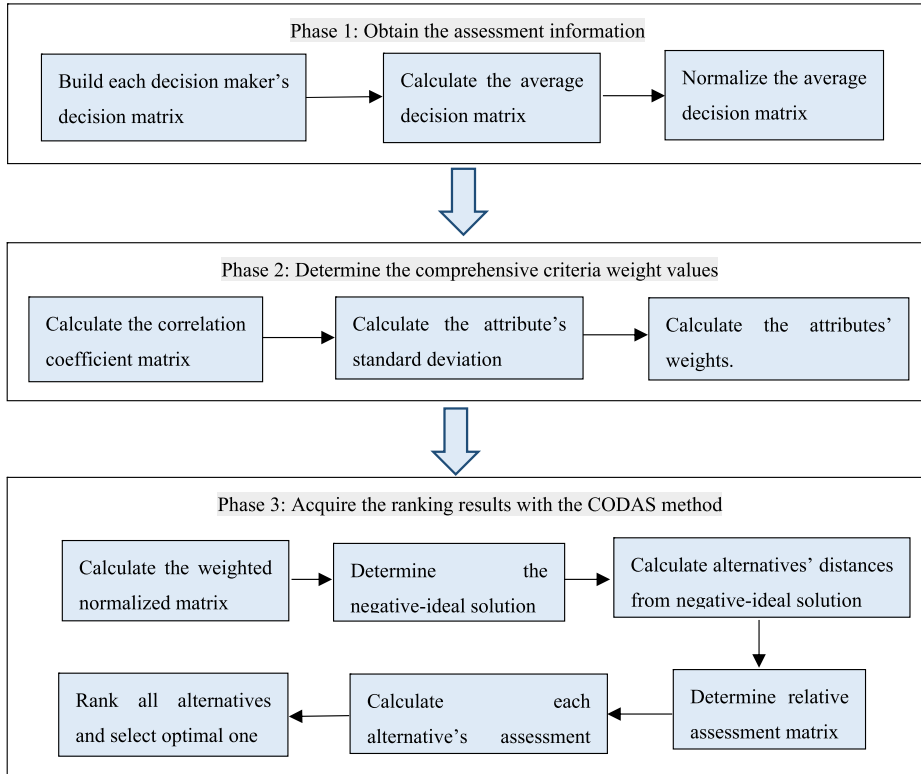 Phase 1: Obtain the assessment information
Build each decision maker's
decision matrix
Calculate the average
decision matrix
Normalize the average
decision matrix
Phase 2: Determine the comprehensive criteria weight values
Calculate the correlation
coefficient matrix
Calculate the attribute's
standard deviation
Calculate the attributes'
weights.
Phase 3: Acquire the ranking results with the CODAS method
Calculate the weighted
normalized matrix
Determine the
negative-ideal solution
Calculate alternatives' distances
from negative-ideal solution
Determine relative
assessment matrix
Calculate each
alternative's assessment
Rank all alternatives
and select optimal one